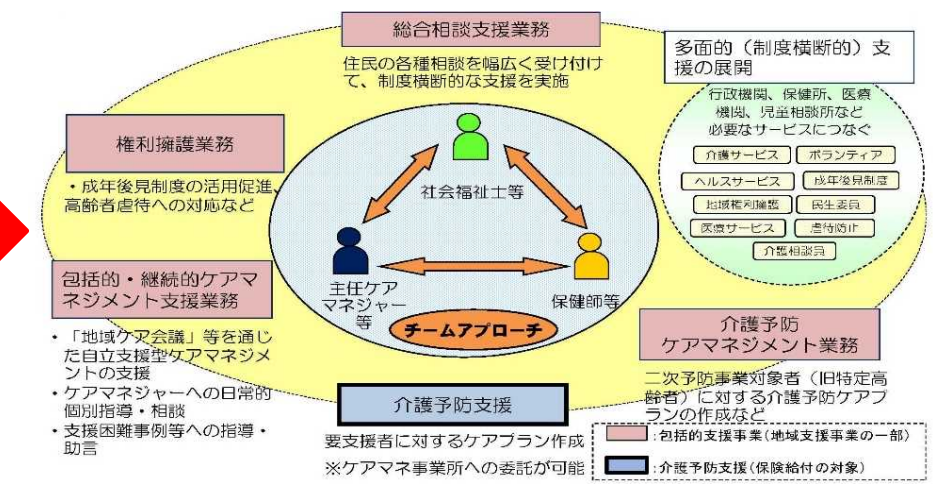 総合相談支援業務
住民の各種相談を幅広く受け付け
て、制度横断的な支援を実施
多面的（制度横断的）支
援の展開
行政機関、保健所、医療
機関、児童相談所など
必要なサービスにつなぐ
介護サービス
ボランティア
ヘルスサービス
成年後見制度
地域権利擁護
民生委員
医療サービス
虐待防止
介護相談員
権利擁護業務
・成年後見制度の活用促進、
高齢者虐待への対応など
社会福祉士等
主任ケア
マネジャー
等
保健師等
チームアプローチ
包括的・継続的ケアマ
ネジメント支援業務
・「地域ケア会議」等を通じ
た自立支援型ケアマネジメ
ントの支援
・ケアマネジャーへの日常的
個別指導・相談
・支援困難事例等への指導・
助言
介護予防
ケアマネジメント業務
二次予防事業対象者（旧特定高
齢者）に対する介護予防ケアプ
ランの作成など
介護予防支援
要支援者に対するケアプラン作成
※ケアマネ事業所への委託が可能
:包括的支援事業(地域支援事業の一部)
:介護予防支援(保険給付の対象)